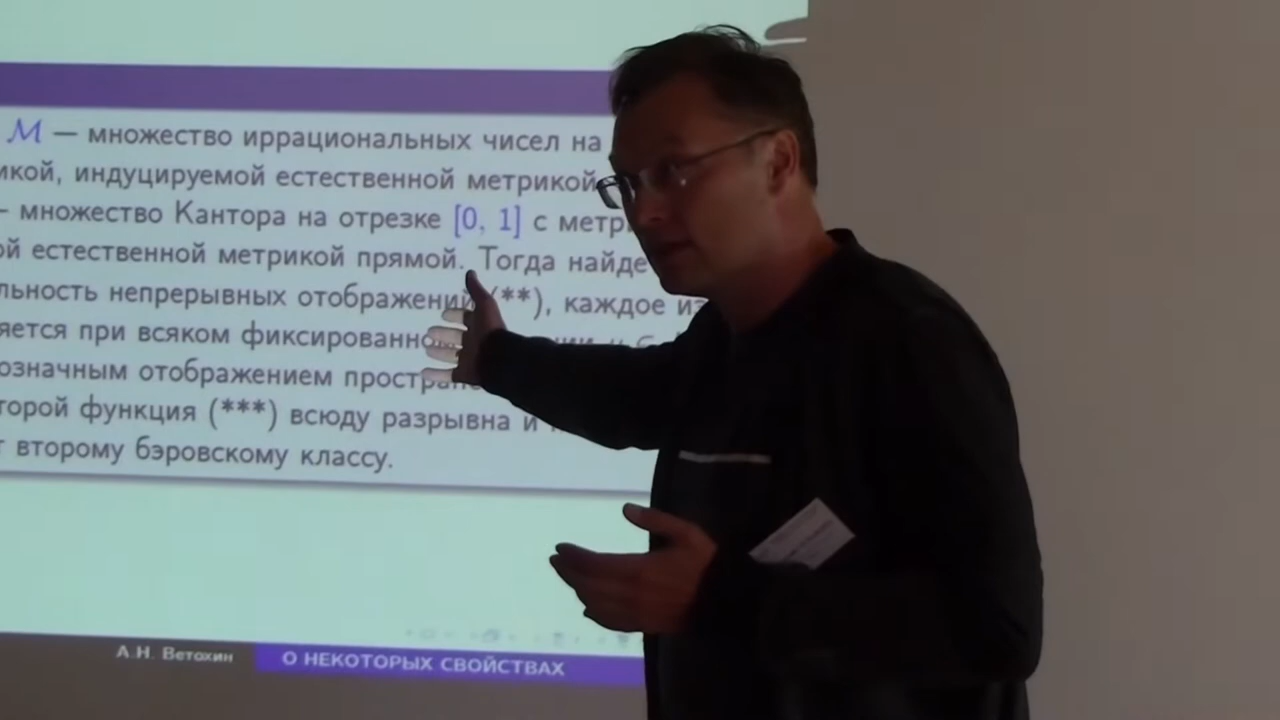 M — множество иррациональных чисел на
икой, индуцируемой естественной метрикой
– множество Кантора на отрезке [0, 1] с метр
ой естественной метрикой прямой. Тогда найде
льность непрерывных отображений (**), каждое из
яется при всяком фиксированно
означным отображением простран
торой функция (***) всюду разрывна и
т второму бэровскому классу.
А.Н. Ветохин
О НЕКОТОРЫХ СВОЙСТВАХ